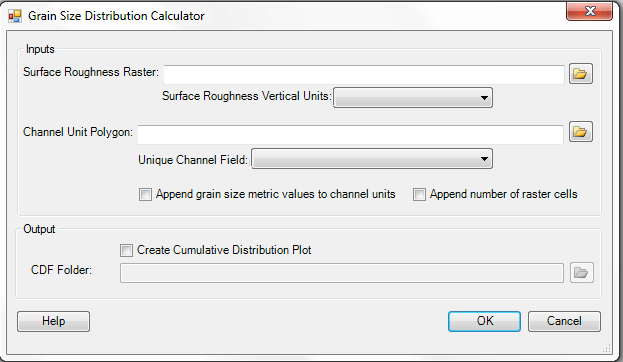 Grain Size Distribution Calculator
Inputs
Surface Roughness Raster:
Surface Roughness Vertical Units:
Channel Unit Polygon:
Unique Channel Field:
Append grain size metric values to channel units Append number of raster cells
Output
Create Cumulative Distribution Plot
CDF Folder:
Help OK Cancel